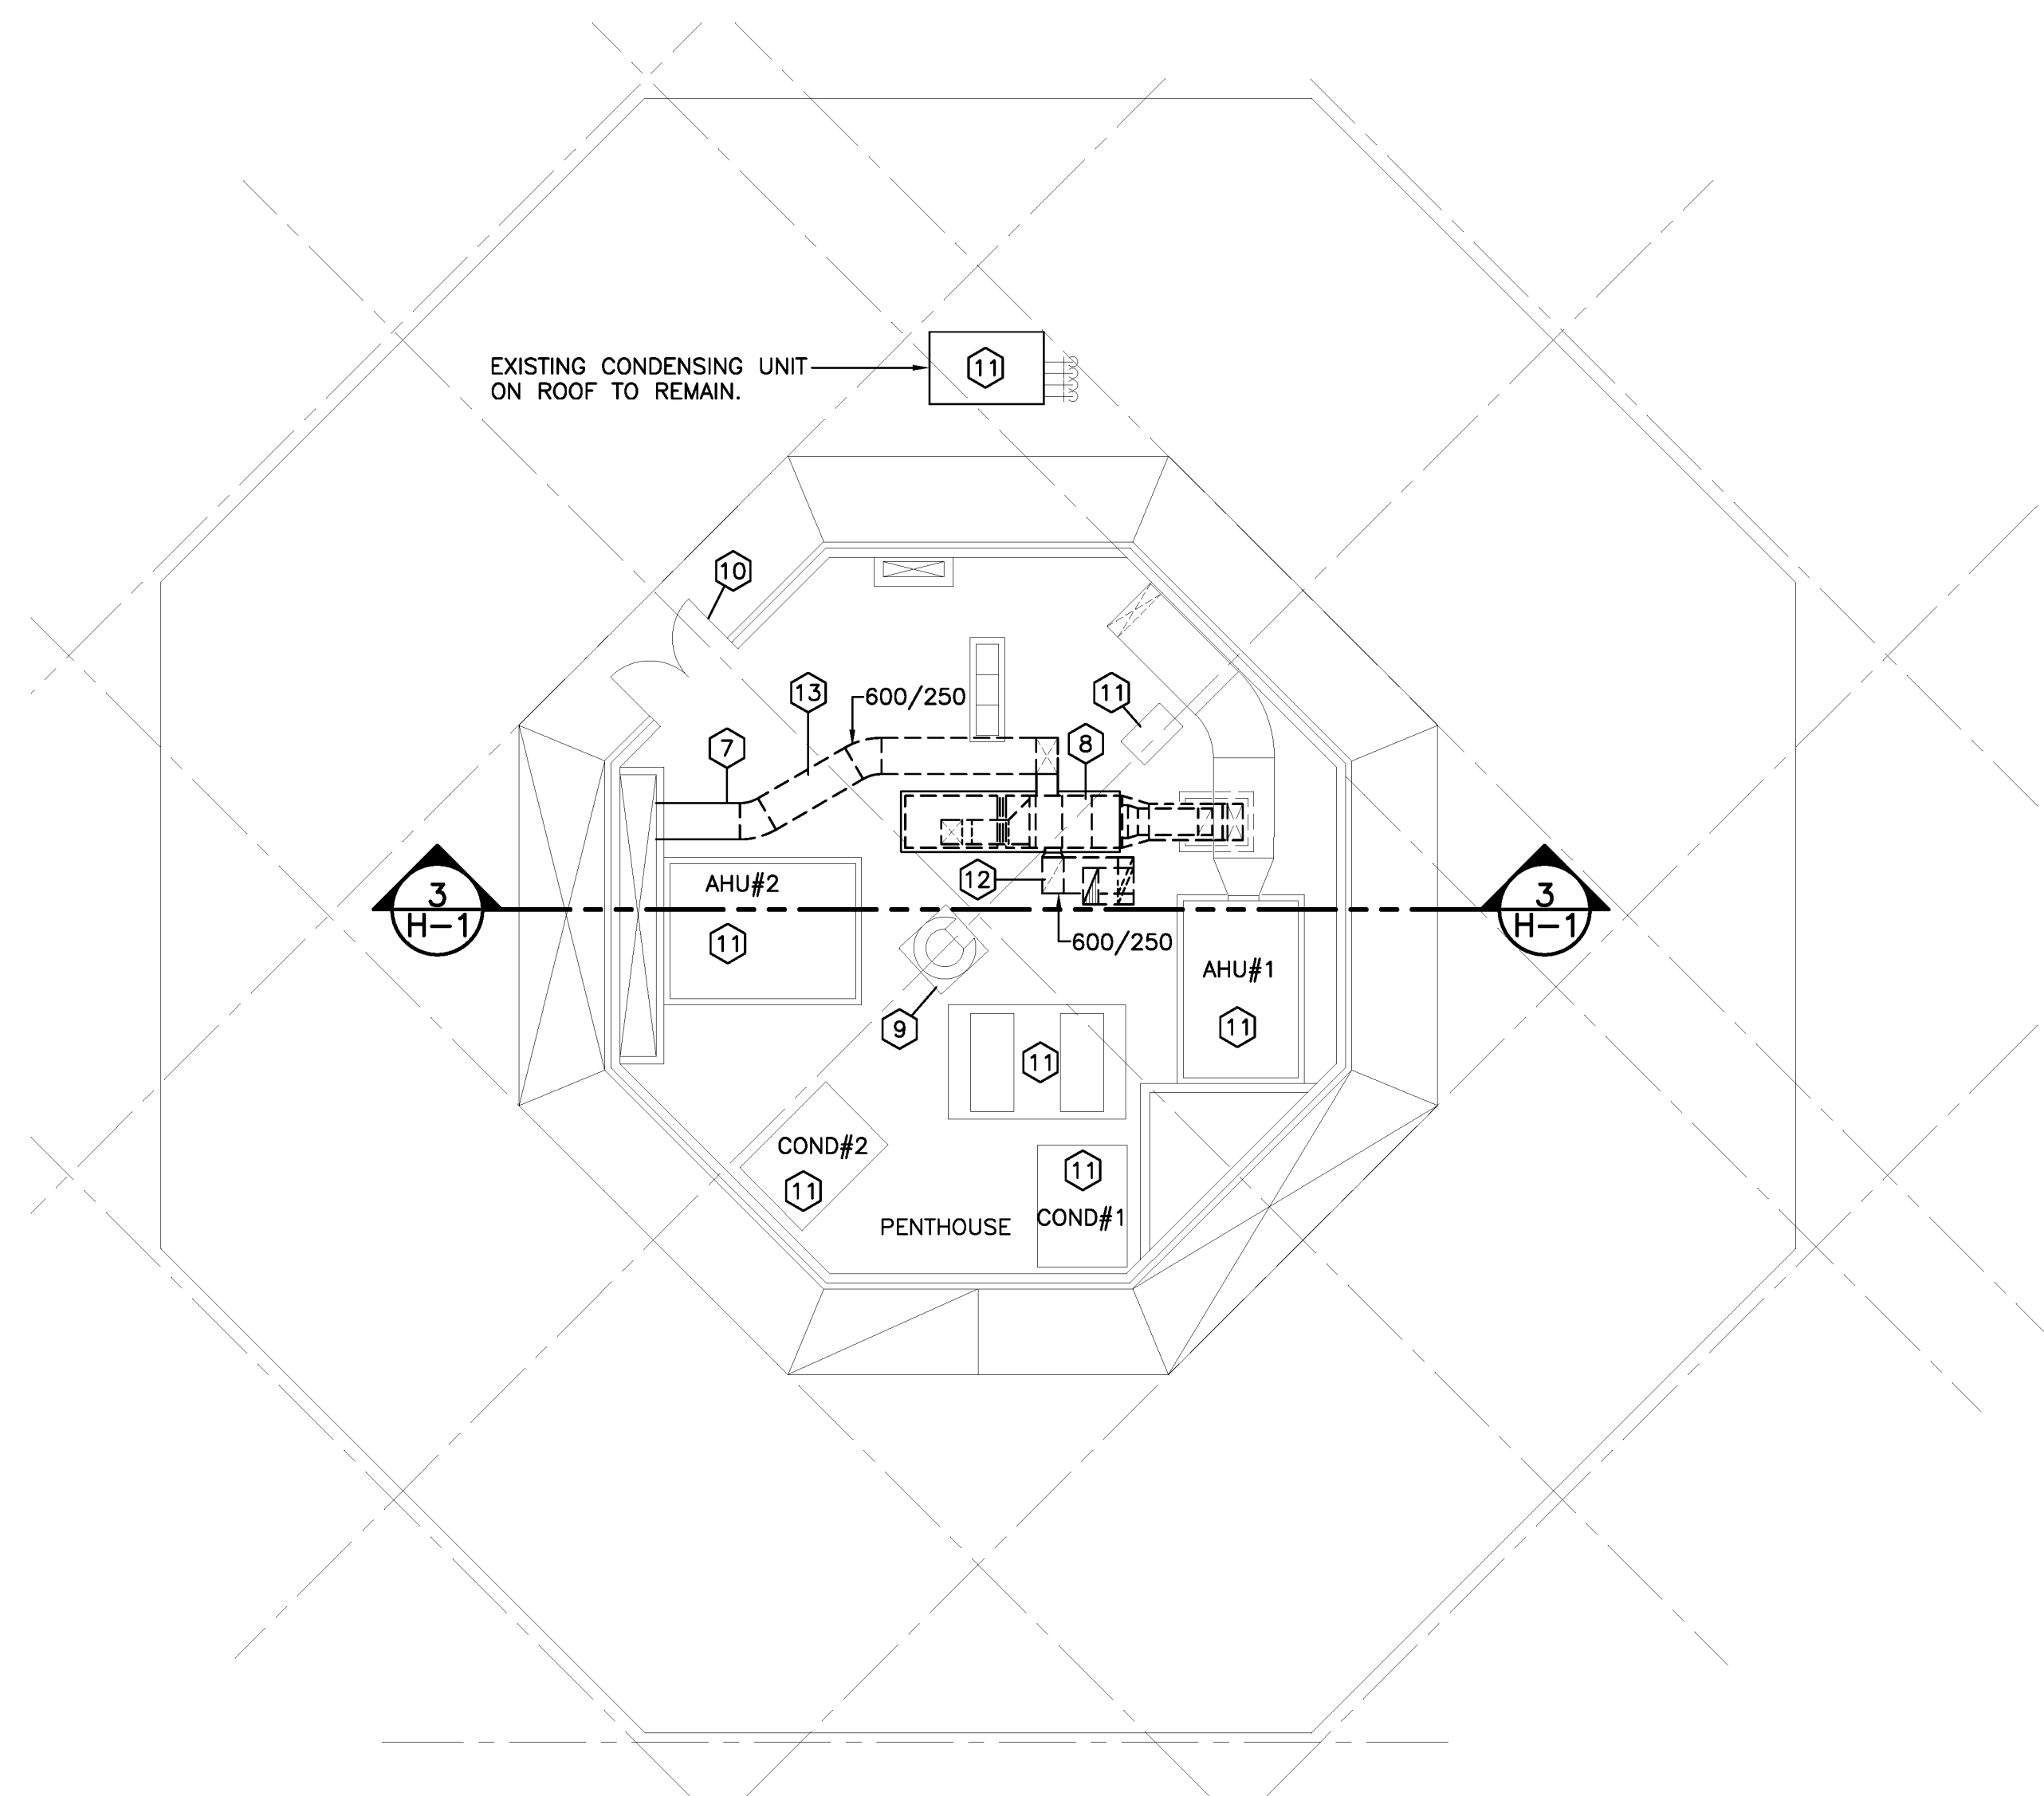 EXISTING CONDENSING UNIT
ON ROOF TO REMAIN.
11
10
13
600/250
11
7
8
12
AHU#2
11
3
H-1
3
H-1
600/250
AHU#1
11
9
11
COND#2
11
11
COND#1
PENTHOUSE